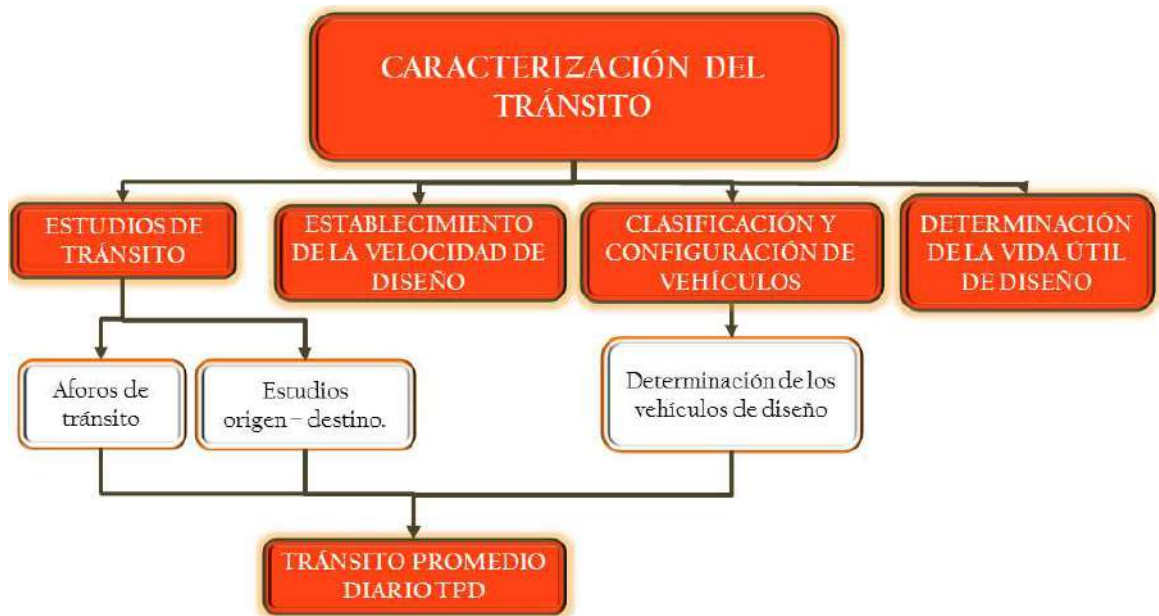 CARACTERIZACIÓN DEL
TRÁNSITO
ESTUDIOS DE
TRÁNSITO
ESTABLECIMIENTO
DE LA VELOCIDAD DE
DISEÑO
CLASIFICACIÓN Y
CONFIGURACIÓN DE
VEHÍCULOS
DETERMINACIÓN
DE LA VIDA ÚTIL
DE DISEÑO
Aforos de
tránsito
Estudios
origen – destino.
Determinación de los
vehículos de diseño
TRÁNSITO PROMEDIO
DIARIO TPD